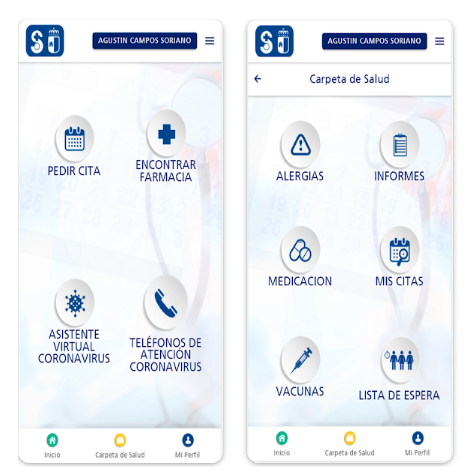 AGUSTIN CAMPOS SORIANO
PEDIR CITA
ENCONTRAR
FARMACIA
ASISTENTE
VIRTUAL
CORONAVIRUS
TELÉFONOS DE
ATENCIÓN
CORONAVIRUS
Inicio
Carpeta de Salud
Mi Perfil
AGUSTIN CAMPOS SORIANO
Carpeta de Salud
ALERGIAS
INFORMES
MEDICACION
MIS CITAS
VACUNAS
LISTA DE ESPERA
Inicio
Carpeta de Salud
Mi Perfil